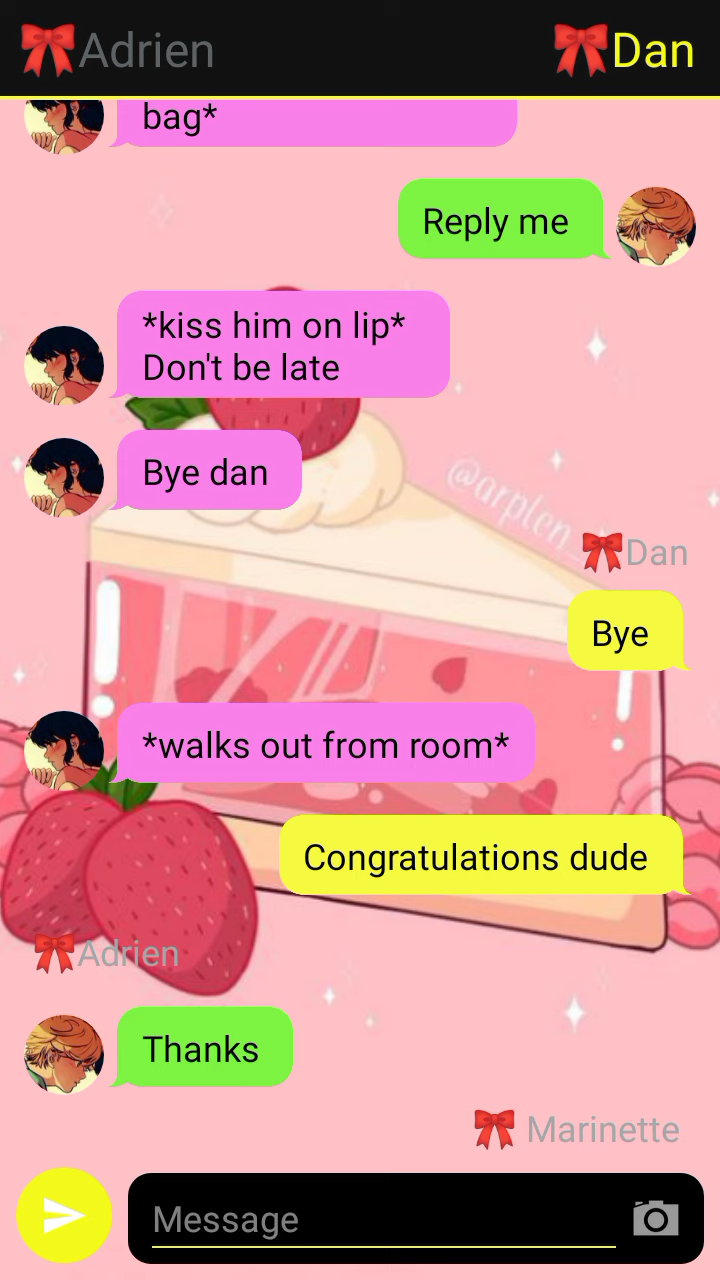 🎀Adrien
🎀Dan
bag*
Reply me
*kiss him on lip*
Don't be late
Bye dan
@arplen_
🎀Dan
Bye
*walks out from room*
Congratulations dude
🎀Adrien
Thanks
🎀 Marinette
Message